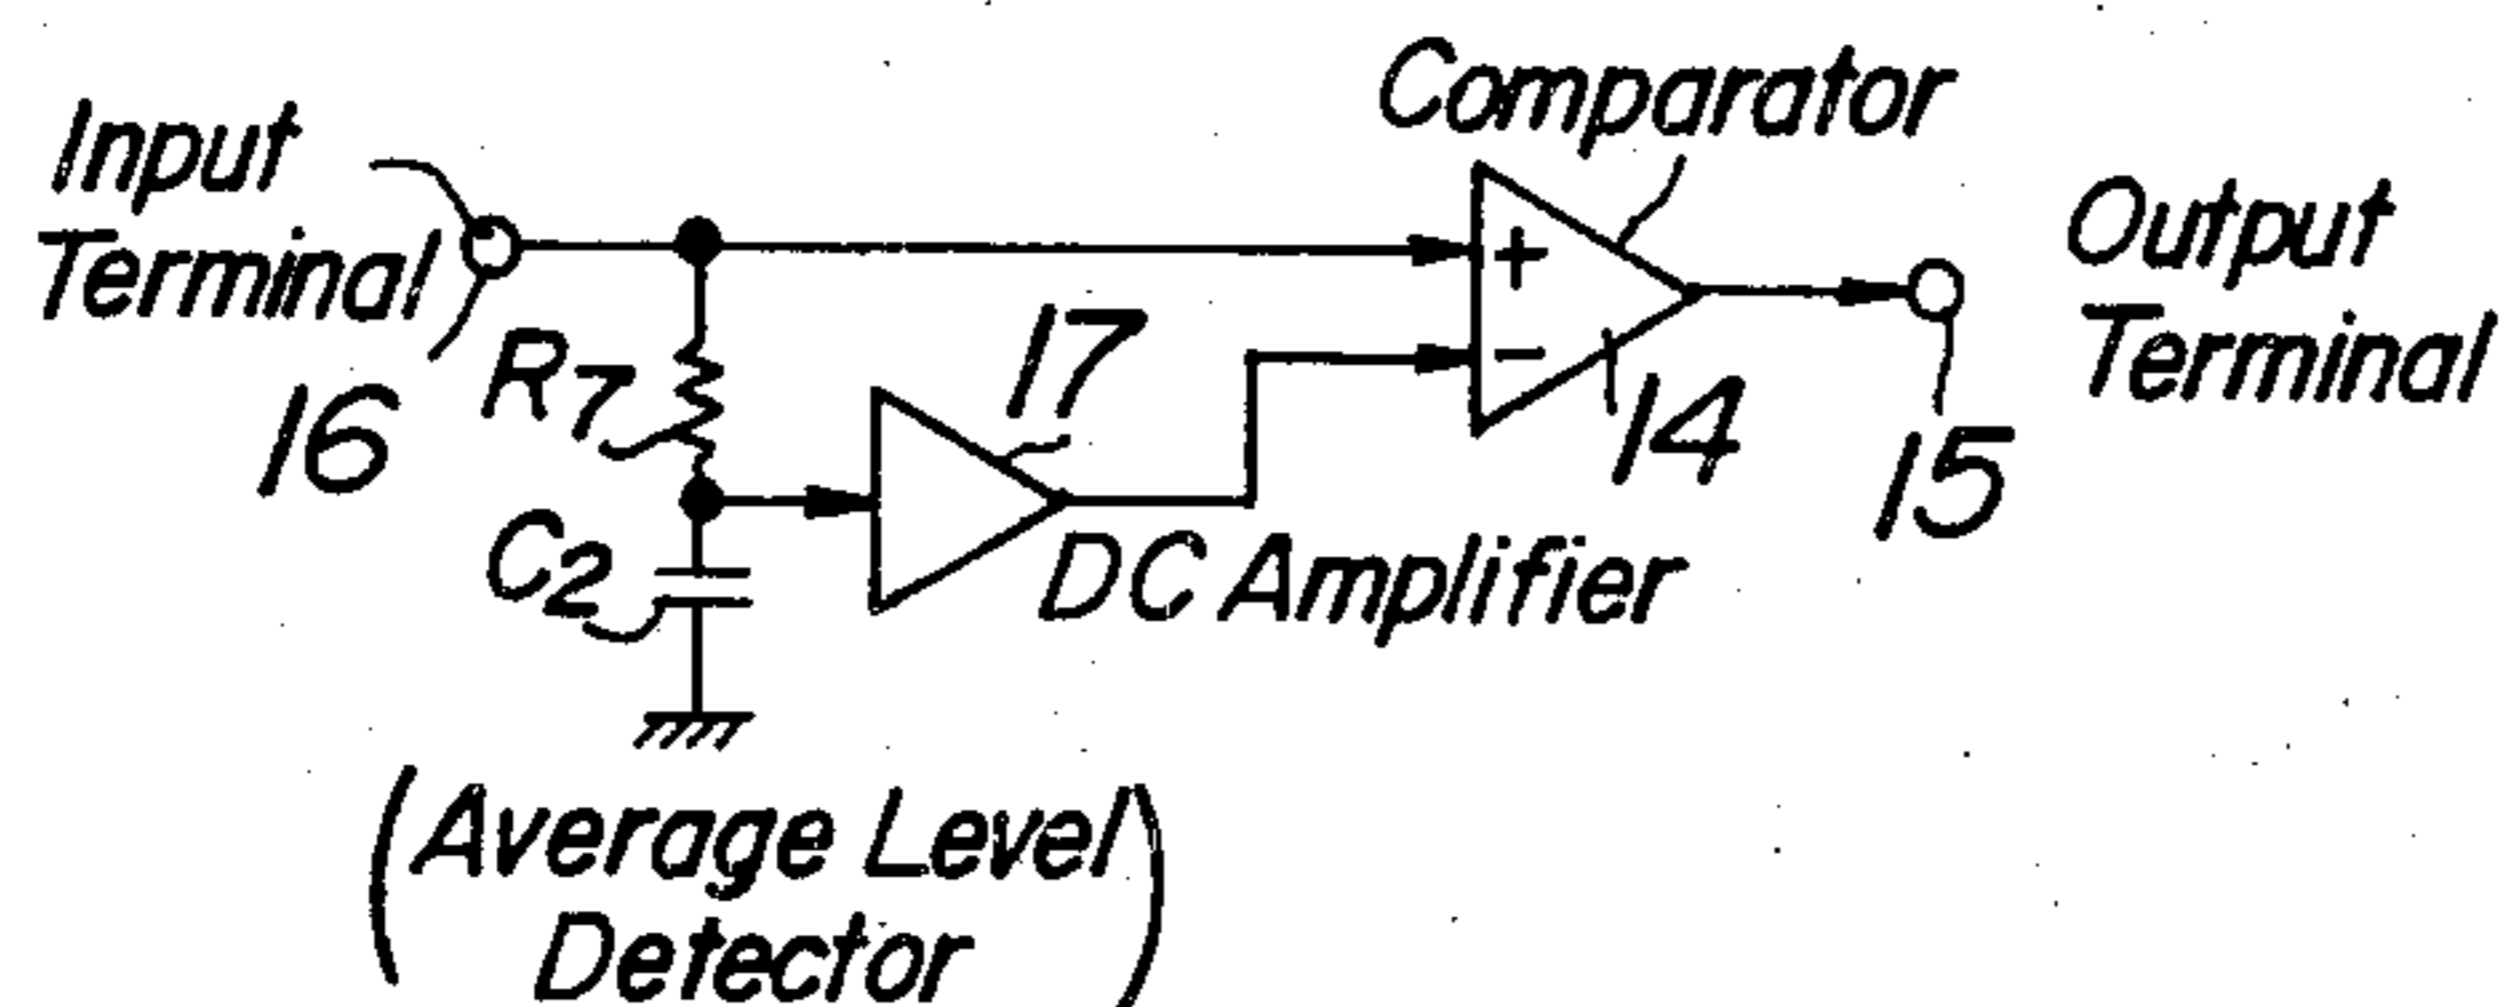 Comparator
Input
Terminal
16
+
-
Output
Terminal
R7
17
14
15
C2
DC Amplifier
(Average Level
Detector)